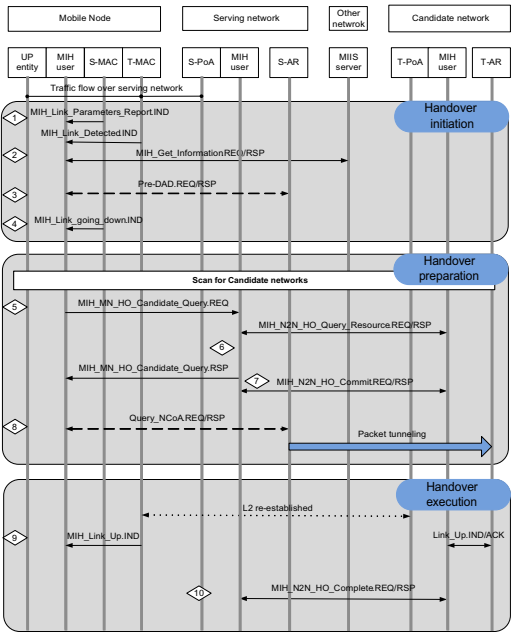 Mobile Node
Serving network
Other
netwrok
Candidate network
UP
entity
MIH
user
S-MAC
T-MAC
S-PoA
MIH
user
S-AR
MIIS
server
T-PoA
MIH
user
T-AR
Traffic flow over serving network
Handover
initiation
1
MIH_Link_Parameters_Report.IND
MIH_Link_Detected.IND
2
MIH_Get_Information.REQ/RSP
3
Pre-DAD.REQ/RSP
4
MIH_Link_going_down.IND
Handover
preparation
Scan for Candidate networks
5
MIH_MN_HO_Candidate_Query.REQ
MIH_N2N_HO_Query_Resource.REQ/RSP
6
MIH_MN_HO_Candidate_Query.RSP
7
MIH_N2N_HO_Commit.REQ/RSP
8
Query_NCoA.REQ/RSP
Packet tunneling
Handover
execution
L2 re-established
9
MIH_Link_Up.IND
Link_Up.IND/ACK
10
MIH_N2N_HO_Complete.REQ/RSP